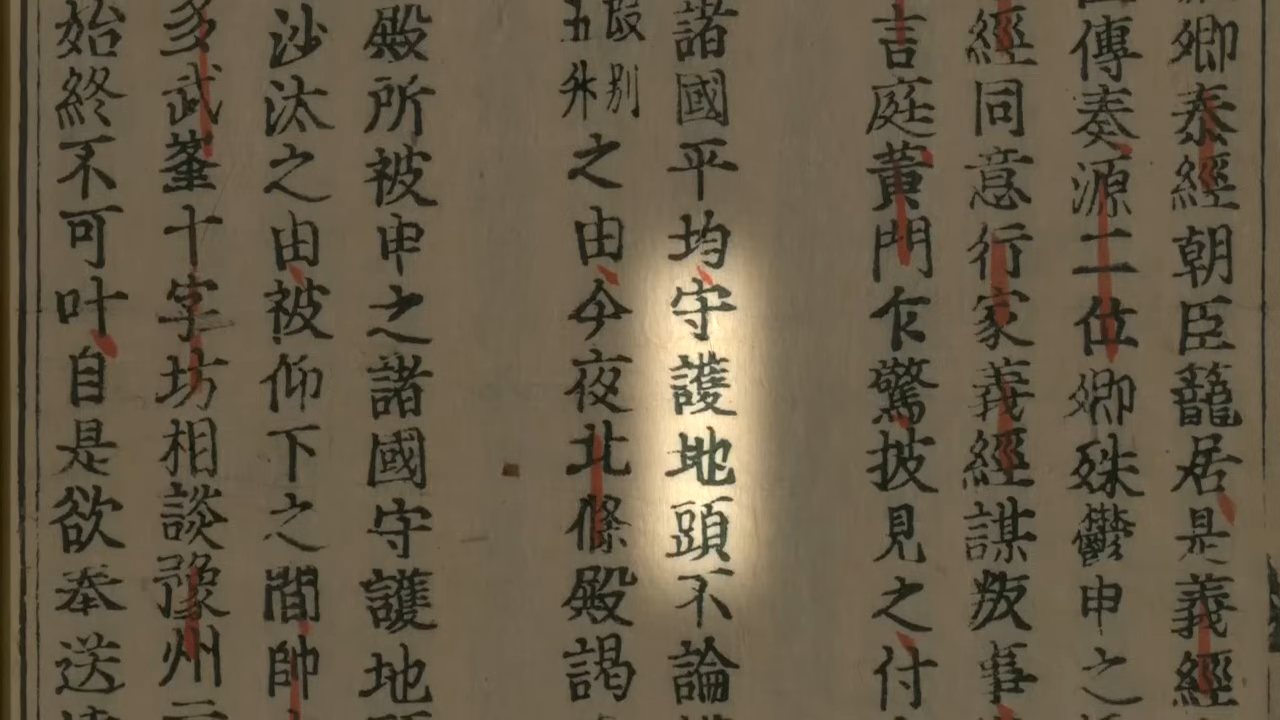 卿泰經朝臣籠居是義經
傳奏源二位卿殊鬱申之
經同意行家義經謀叛事
言庭黄門乍驚披見之付
諸國平均守護地頭不論
段别
五舛
之由今夜北條殿謁
殿所被申之諸國守護地
沙汰之由被仰下之間帥
多武峯十字坊相談豫州
始終不可叶自是欲奉送